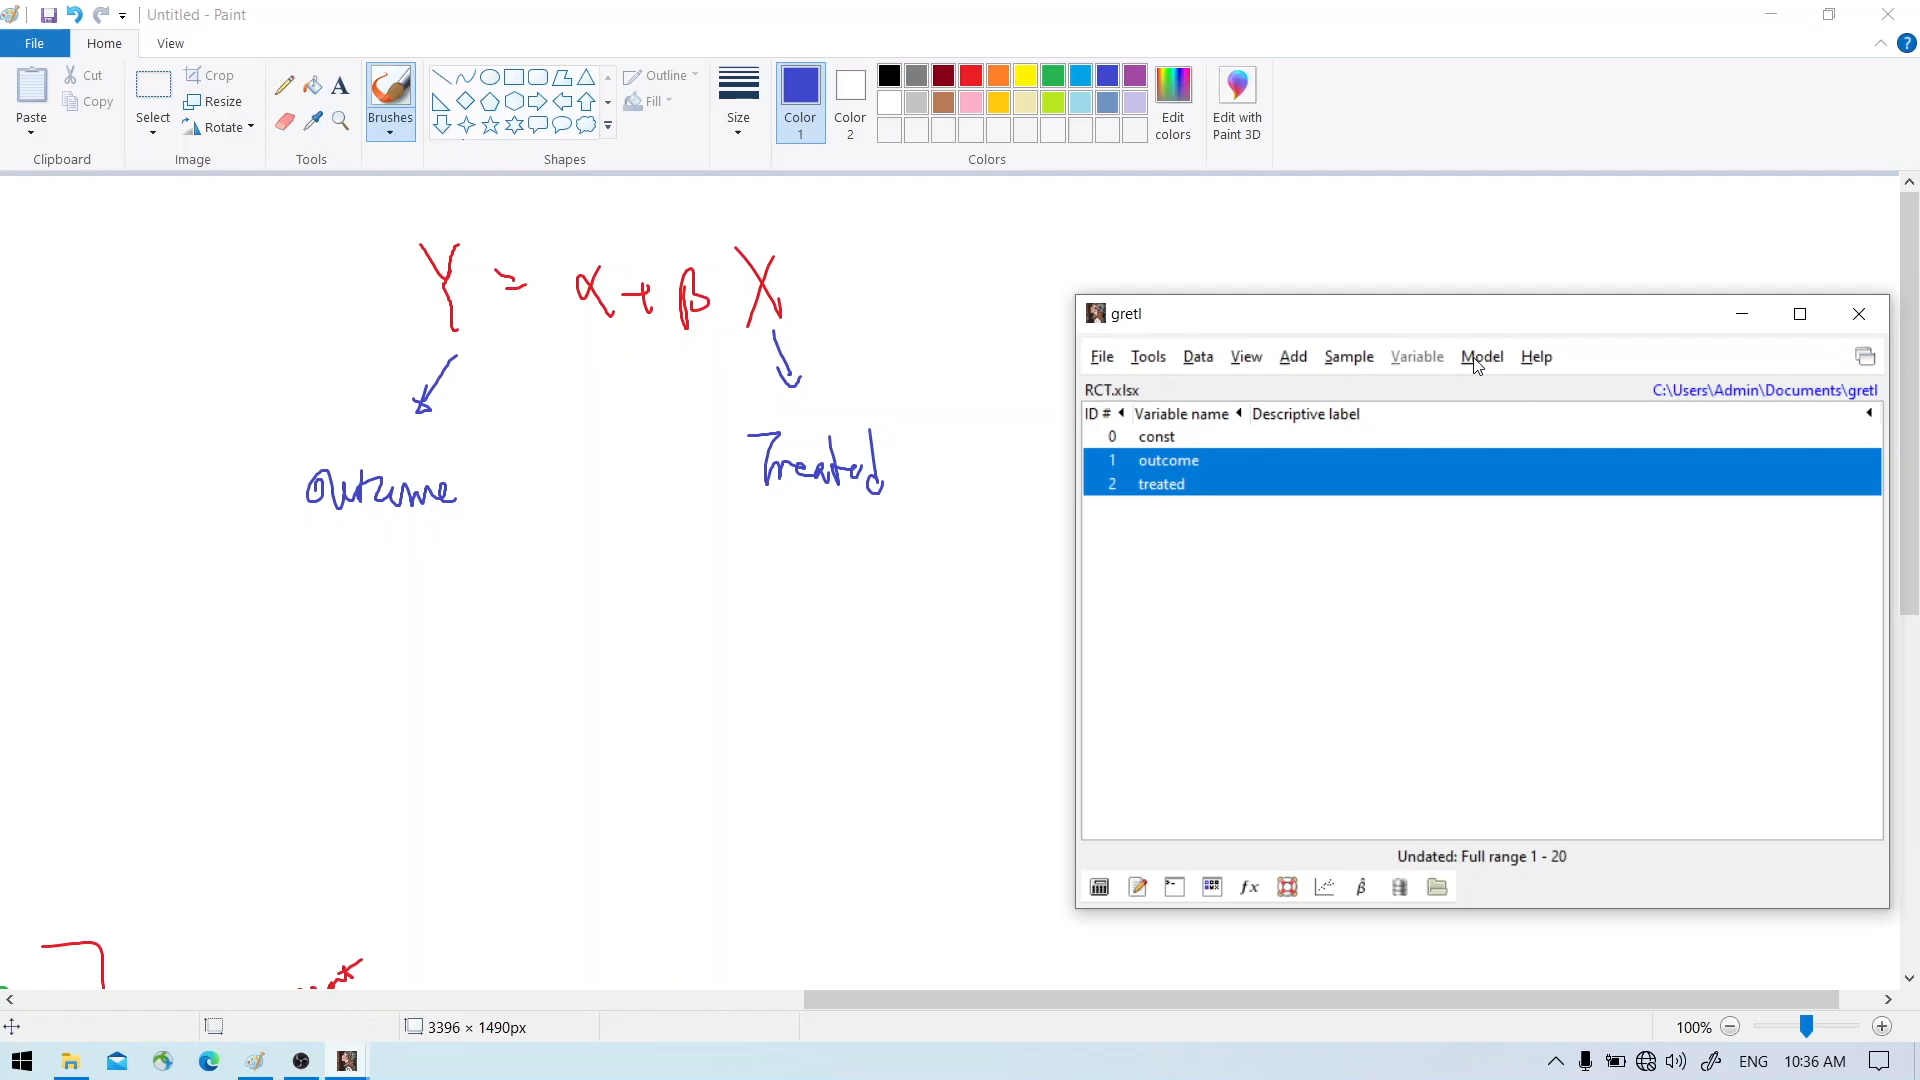 Untitled - Paint
File Home View
Paste
Cut
Copy
Clipboard
Select
Crop
Resize
Rotate
Image
Tools
Brushes
Shapes
Outline
Fill
Size
Color 1
Color 2
Colors
Edit colors
Edit with Paint 3D
Y = α + β X
outcome
Treated
gretl
File Tools Data View Add Sample Variable Model Help
RCT.xlsx C:\Users\Admin\Documents\gretl
ID # Variable name Descriptive label
0 const
1 outcome
2 treated
Undated: Full range 1 - 20
fx β̂
3396 × 1490px 100%
ENG 10:36 AM